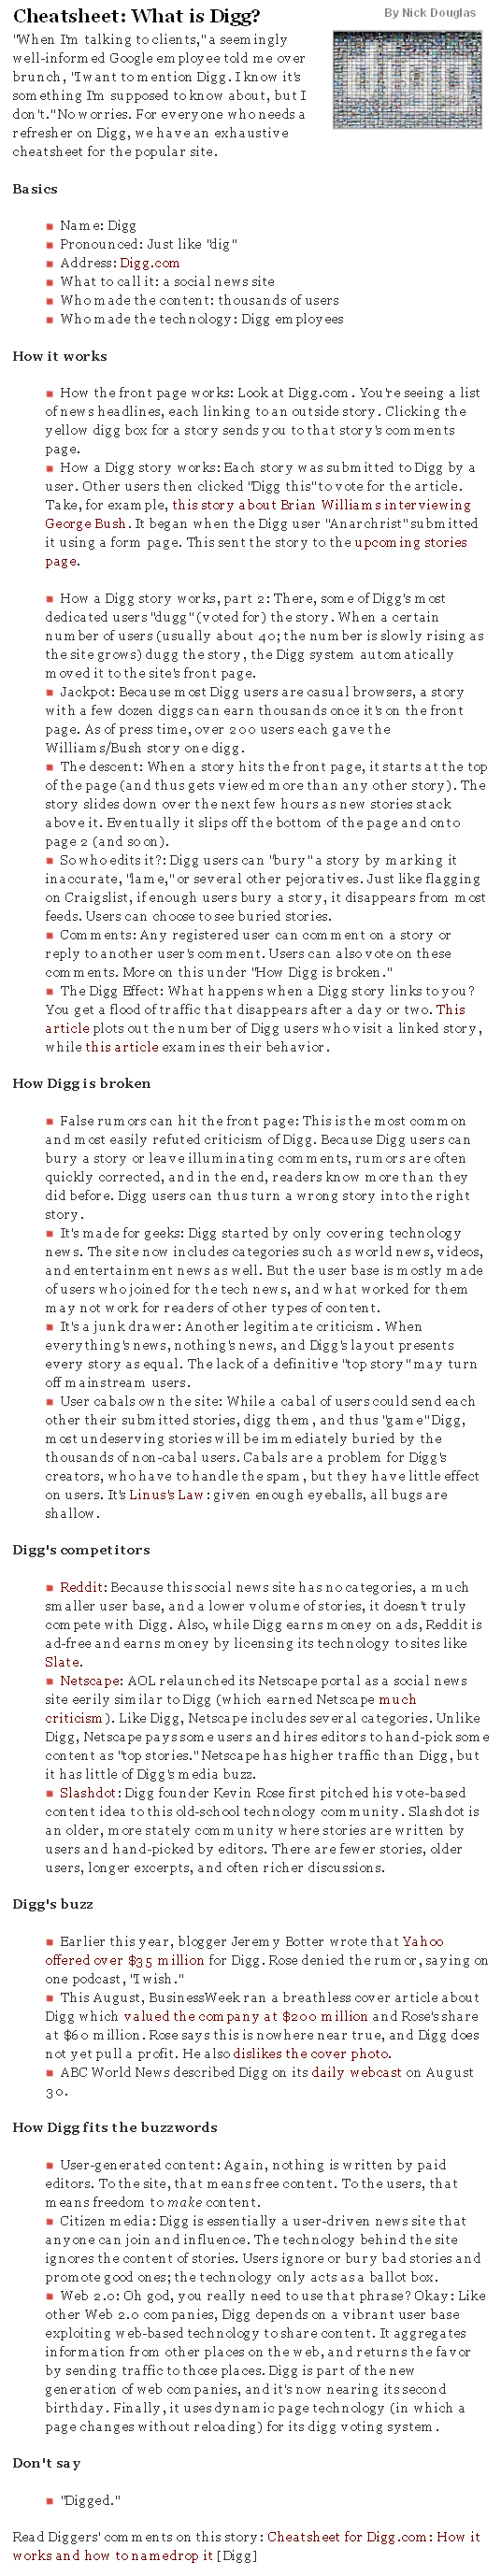 Cheatsheet: What is Digg?
By Nick Douglas
"When I'm talking to clients," a seemingly
well-informed Google employee told me over
brunch, "I want to mention Digg. I know it's
something I'm supposed to know about, but I
don't." No worries. For everyone who needs a
refresher on Digg, we have an exhaustive
cheatsheet for the popular site.
Basics
Name: Digg
Pronounced: Just like "dig"
Address: Digg.com
What to call it: a social news site
Who made the content: thousands of users
Who made the technology: Digg employees
How it works
How the front page works: Look at Digg.com. You're seeing a list
of news headlines, each linking to an outside story. Clicking the
yellow digg box for a story sends you to that story's comments
page.
How a Digg story works: Each story was submitted to Digg by a
user. Other users then clicked "Digg this" to vote for the article.
Take, for example, this story about Brian Williams interviewing
George Bush. It began when the Digg user "Anarchrist" submitted
it using a form page. This sent the story to the upcoming stories
page.
How a Digg story works, part 2: There, some of Digg's most
dedicated users "dugg" (voted for) the story. When a certain
number of users (usually about 40; the number is slowly rising as
the site grows) dugg the story, the Digg system automatically
moved it to the site's front page.
Jackpot: Because most Digg users are casual browsers, a story
with a few dozen diggs can earn thousands once it's on the front
page. As of press time, over 200 users each gave the
Williams/Bush story one digg.
The descent: When a story hits the front page, it starts at the top
of the page (and thus gets viewed more than any other story). The
story slides down over the next few hours as new stories stack
above it. Eventually it slips off the bottom of the page and onto
page 2 (and so on).
So who edits it?: Digg users can "bury" a story by marking it
inaccurate, "lame," or several other pejoratives. Just like flagging
on Craigslist, if enough users bury a story, it disappears from most
feeds. Users can choose to see buried stories.
Comments: Any registered user can comment on a story or
reply to another user's comment. Users can also vote on these
comments. More on this under "How Digg is broken."
The Digg Effect: What happens when a Digg story links to you?
You get a flood of traffic that disappears after a day or two. This
article plots out the number of Digg users who visit a linked story,
while this article examines their behavior.
How Digg is broken
False rumors can hit the front page: This is the most common
and most easily refuted criticism of Digg. Because Digg users can
bury a story or leave illuminating comments, rumors are often
quickly corrected, and in the end, readers know more than they
did before. Digg users can thus turn a wrong story into the right
story.
It's made for geeks: Digg started by only covering technology
news. The site now includes categories such as world news, videos,
and entertainment news as well. But the user base is mostly made
of users who joined for the tech news, and what worked for them
may not work for readers of other types of content.
It's a junk drawer: Another legitimate criticism. When
everything's news, nothing's news, and Digg's layout presents
every story as equal. The lack of a definitive "top story" may turn
off mainstream users.
User cabals own the site: While a cabal of users could send each
other their submitted stories, digg them, and thus "game" Digg,
most undeserving stories will be immediately buried by the
thousands of non-cabal users. Cabals are a problem for Digg's
creators, who have to handle the spam, but they have little effect
on users. It's Linus's Law: given enough eyeballs, all bugs are
shallow.
Digg's competitors
Reddit: Because this social news site has no categories, a much
smaller user base, and a lower volume of stories, it doesn't truly
compete with Digg. Also, while Digg earns money on ads, Reddit is
ad-free and earns money by licensing its technology to sites like
Slate.
Netscape: AOL relaunched its Netscape portal as a social news
site eerily similar to Digg (which earned Netscape much
criticism). Like Digg, Netscape includes several categories. Unlike
Digg, Netscape pays some users and hires editors to hand-pick some
content as "top stories." Netscape has higher traffic than Digg, but
it has little of Digg's media buzz.
Slashdot: Digg founder Kevin Rose first pitched his vote-based
content idea to this old-school technology community. Slashdot is
an older, more stately community where stories are written by
users and hand-picked by editors. There are fewer stories, older
users, longer excerpts, and often richer discussions.
Digg's buzz
Earlier this year, blogger Jeremy Botter wrote that Yahoo
offered over $35 million for Digg. Rose denied the rumor, saying on
one podcast, "I wish."
This August, BusinessWeek ran a breathless cover article about
Digg which valued the company at $200 million and Rose's share
at $60 million. Rose says this is nowhere near true, and Digg does
not yet pull a profit. He also dislikes the cover photo.
ABC World News described Digg on its daily webcast on August
30.
How Digg fits the buzzwords
User-generated content: Again, nothing is written by paid
editors. To the site, that means free content. To the users, that
means freedom to make content.
Citizen media: Digg is essentially a user-driven news site that
anyone can join and influence. The technology behind the site
ignores the content of stories. Users ignore or bury bad stories and
promote good ones; the technology only acts as a ballot box.
Web 2.0: Oh god, you really need to use that phrase? Okay: Like
other Web 2.0 companies, Digg depends on a vibrant user base
exploiting web-based technology to share content. It aggregates
information from other places on the web, and returns the favor
by sending traffic to those places. Digg is part of the new
generation of web companies, and it's now nearing its second
birthday. Finally, it uses dynamic page technology (in which a
page changes without reloading) for its digg voting system.
Don't say
"Digged."
Read Diggers' comments on this story: Cheatsheet for Digg.com: How it
works and how to namedrop it [Digg]